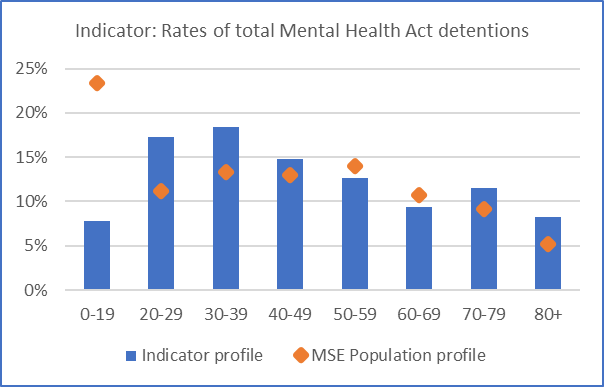 Indicator: Rates of total Mental Health Act detentions
25%
20%
15%
10%
5%
0%
0-19 20-29 30-39 40-49 50-59 60-69 70-79 80+
Indicator profile MSE Population profile